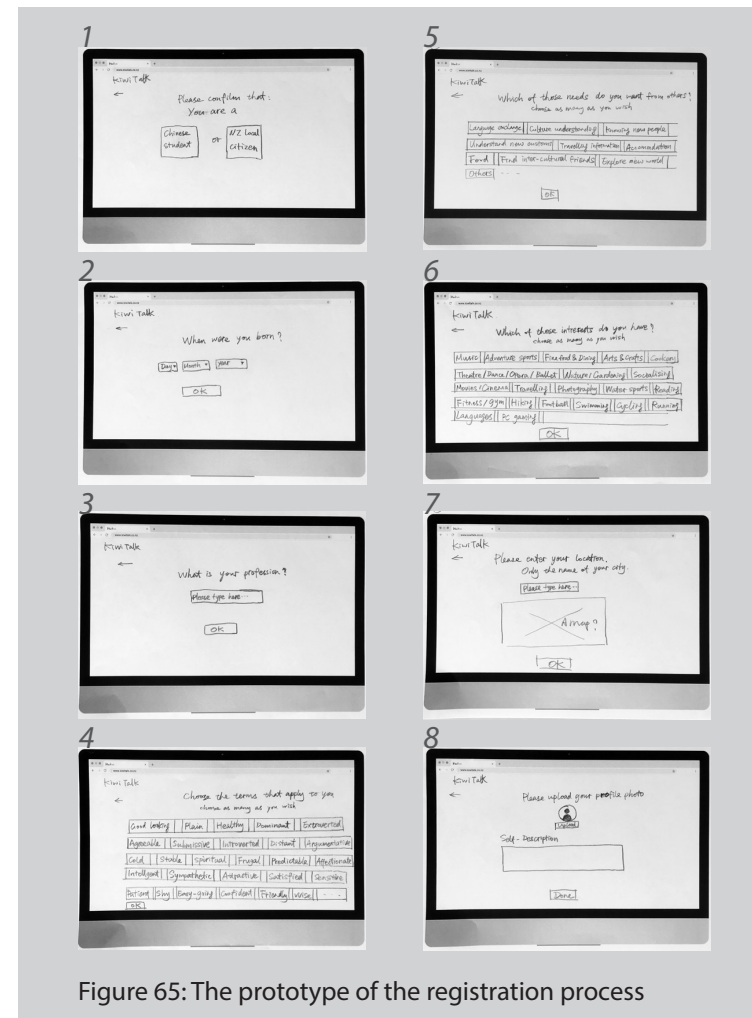 1
Kiwi Talk
←
Please confilm that:
You are a
Chinese student or NZ local citizen
2
Kiwi Talk
←
When were you born?
Day Month Year
OK
3
Kiwi Talk
←
What is your profession?
Please type here...
OK
4
Kiwi Talk
←
Choose the terms that apply to you
choose as many as you wish
Good looking Plain Healthy Dominant Extroverted
Agreeable Submissive Introverted Distant Argumentative
Cold Stable Spiritual Frugal Predictable Affectionate
Intelligent Sympathetic Attractive Satisfied Sensitive
Patient Shy Easy-going Confident Friendly wise ...
OK
5
Kiwi Talk
←
Which of those needs do you want from others?
choose as many as you wish
Language exchange Culture understanding Knowing new people
Understand new customs Travelling information Accommodation
Food Find inter-cultural friends Explore new world
Others ...
OK
6
Kiwi Talk
←
Which of these interests do you have?
choose as many as you wish
Music Adventure sports Fine food & Dining Arts & crafts Cooking
Theatre/Dance/Opera/Ballet Nature/Gardening Socialising
Movies/Cinema Travelling Photography Water sports Reading
Fitness/gym Hiking Football Swimming Cycling Running
Languages Pc gaming
OK
7
Kiwi Talk
←
Please enter your location.
Only the name of your city.
Please type here..
A map?
OK
8
Kiwi Talk
←
Please upload your profile photo
Upload
Self-Description
Done
Figure 65: The prototype of the registration process